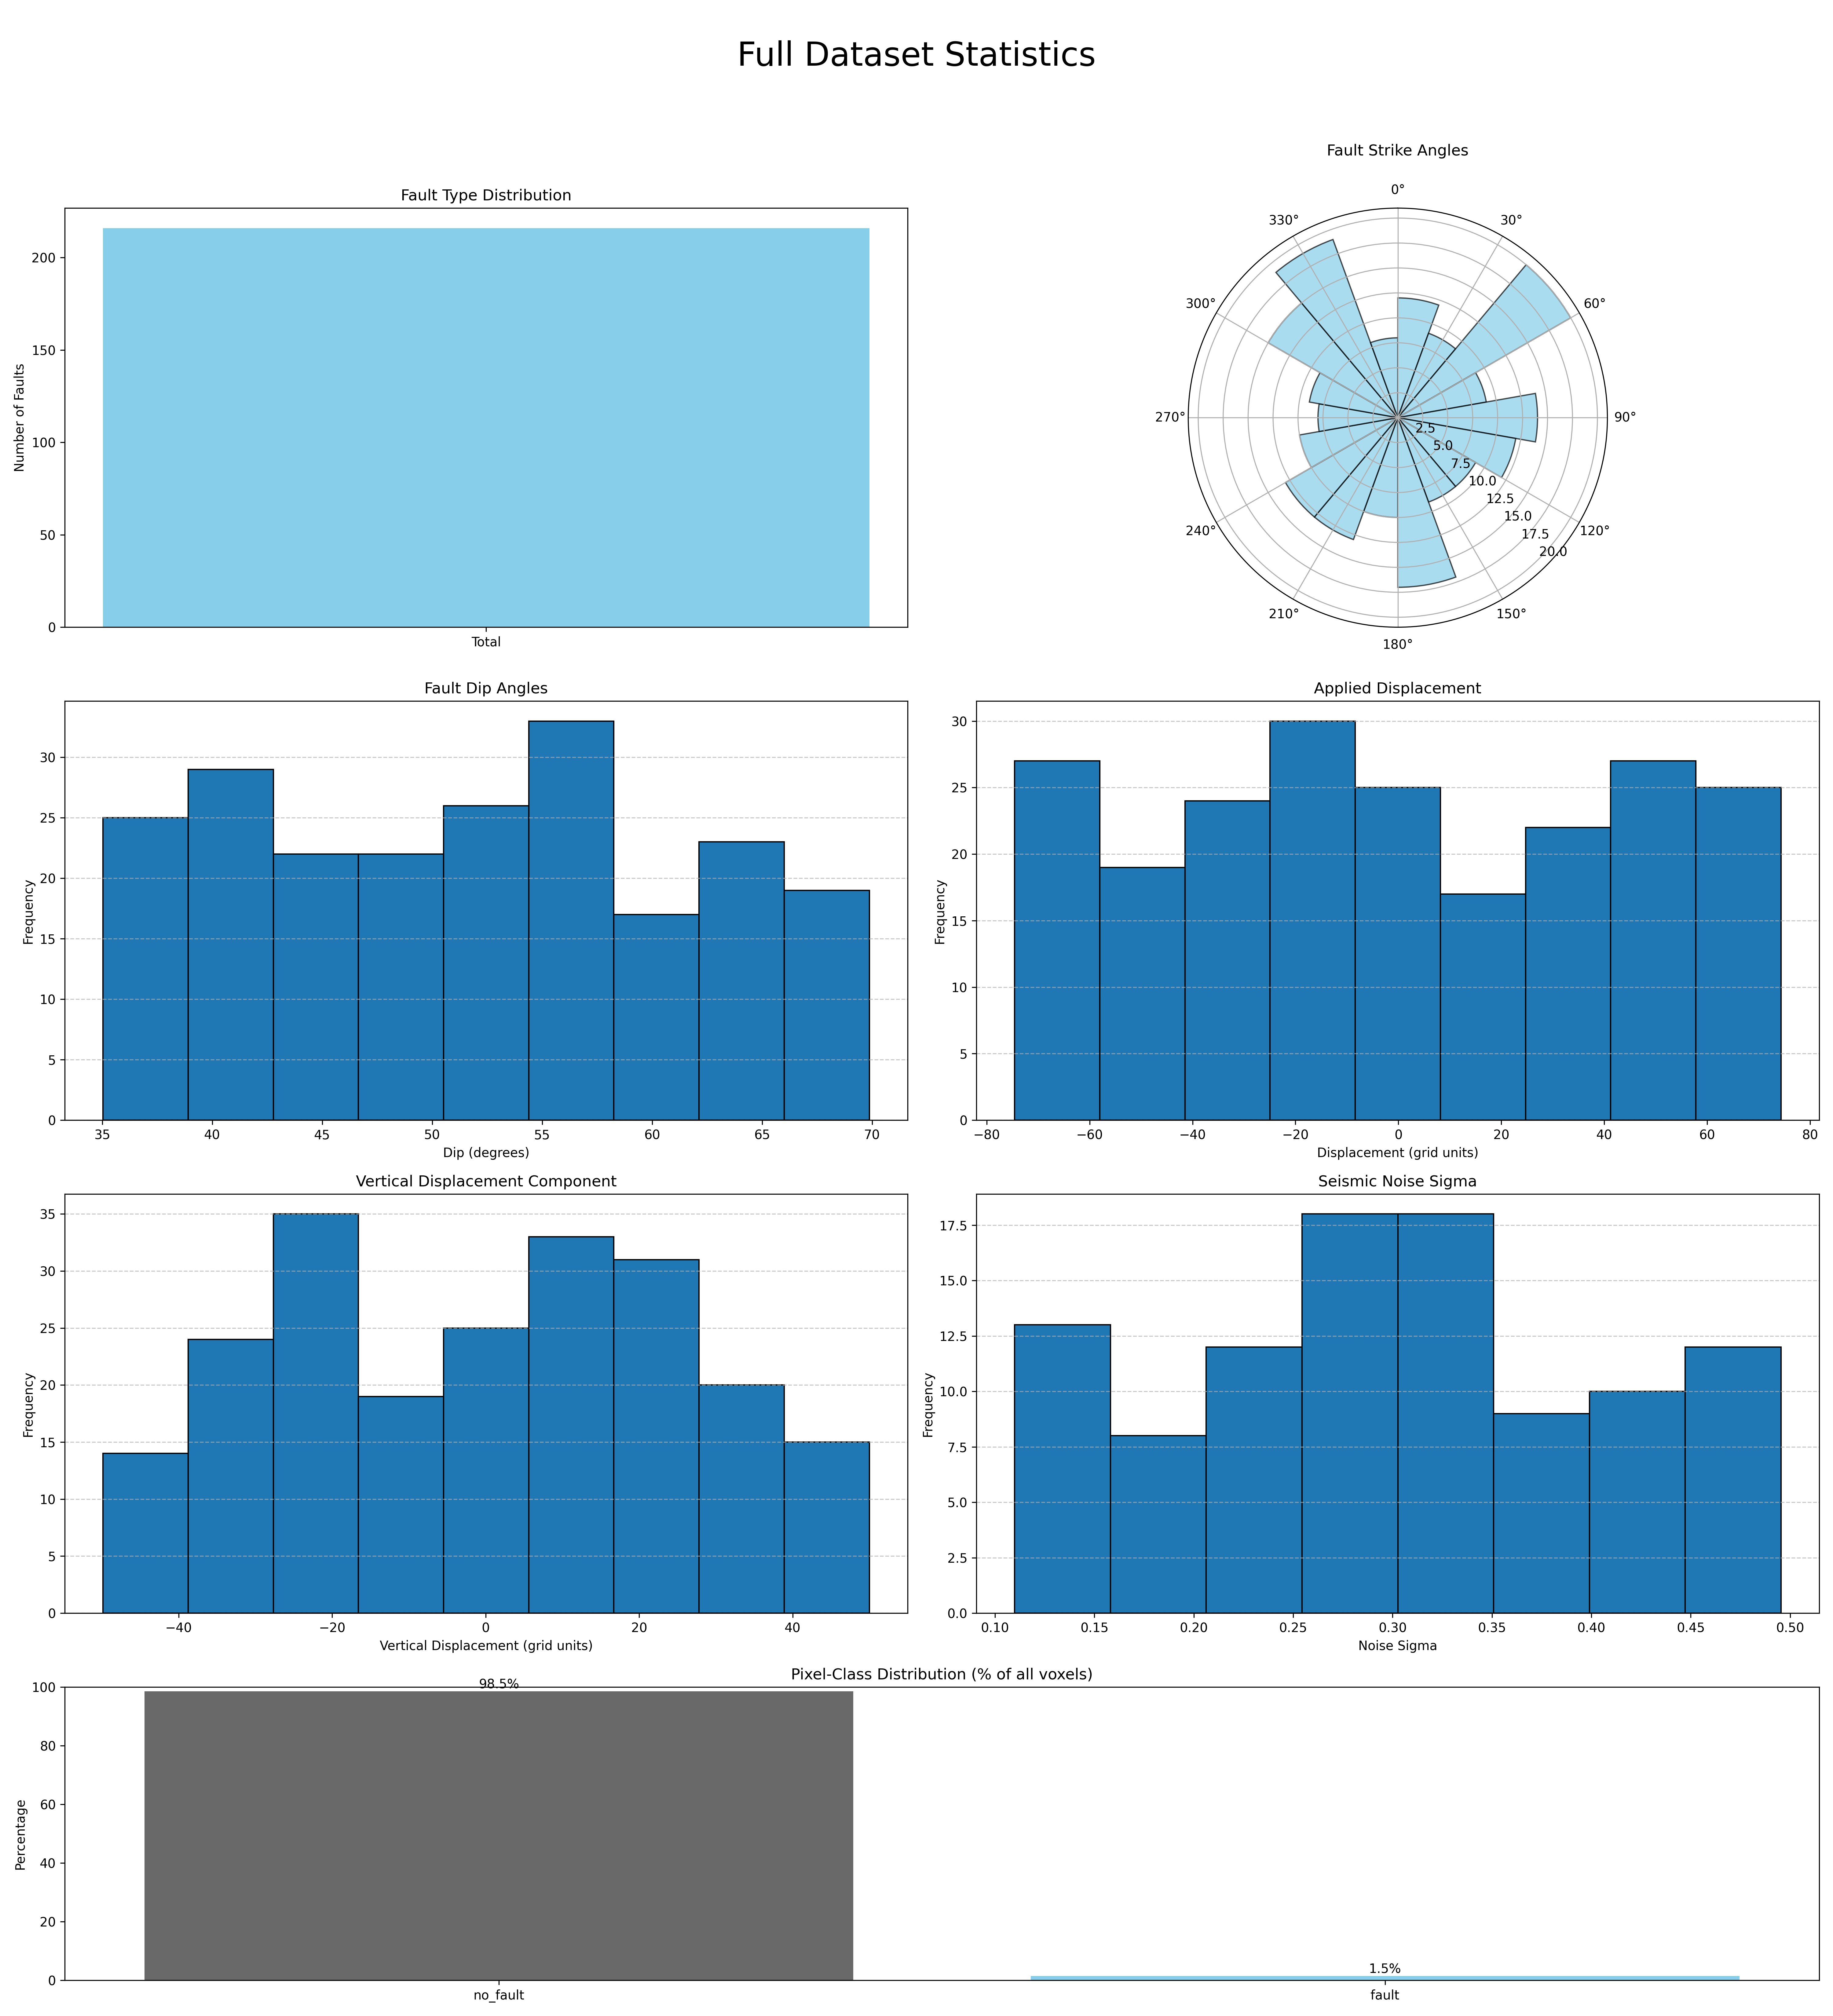 Full Dataset Statistics
Fault Type Distribution
Number of Faults
200
150
100
50
0
Total
Fault Strike Angles
0°
30°
60°
90°
120°
150°
180°
210°
240°
270°
300°
330°
2.5
5.0
7.5
10.0
12.5
15.0
17.5
20.0
Fault Dip Angles
Frequency
30
25
20
15
10
5
0
35 40 45 50 55 60 65 70
Dip (degrees)
Applied Displacement
Frequency
30
25
20
15
10
5
0
−80 −60 −40 −20 0 20 40 60 80
Displacement (grid units)
Vertical Displacement Component
Frequency
35
30
25
20
15
10
5
0
−40 −20 0 20 40
Vertical Displacement (grid units)
Seismic Noise Sigma
Frequency
17.5
15.0
12.5
10.0
7.5
5.0
2.5
0.0
0.10 0.15 0.20 0.25 0.30 0.35 0.40 0.45 0.50
Noise Sigma
Pixel-Class Distribution (% of all voxels)
Percentage
100
80
60
40
20
0
98.5%
1.5%
no_fault fault